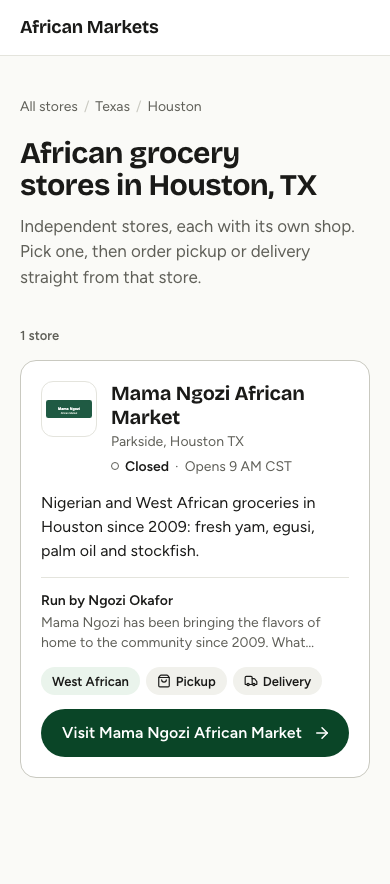 African Markets
All stores / Texas / Houston
African grocery
stores in Houston, TX
Independent stores, each with its own shop.
Pick one, then order pickup or delivery
straight from that store.
1 store
Mama Ngozi
Mama Ngozi African
Market
Parkside, Houston TX
Closed · Opens 9 AM CST
Nigerian and West African groceries in
Houston since 2009: fresh yam, egusi,
palm oil and stockfish.
Run by Ngozi Okafor
Mama Ngozi has been bringing the flavors of
home to the community since 2009. What...
West African
Pickup
Delivery
Visit Mama Ngozi African Market →